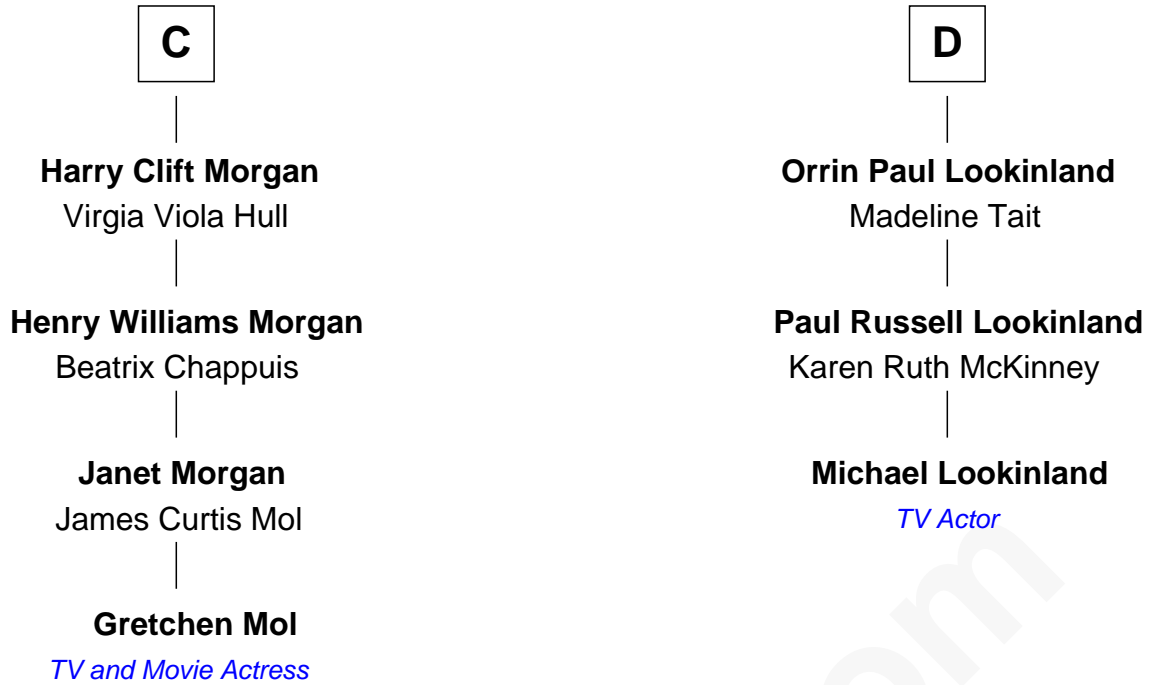 C
Harry Clift Morgan
Virgia Viola Hull
Henry Williams Morgan
Beatrix Chappuis
Janet Morgan
James Curtis Mol
Gretchen Mol
TV and Movie Actress
D
Orrin Paul Lookinland
Madeline Tait
Paul Russell Lookinland
Karen Ruth McKinney
Michael Lookinland
TV Actor
om